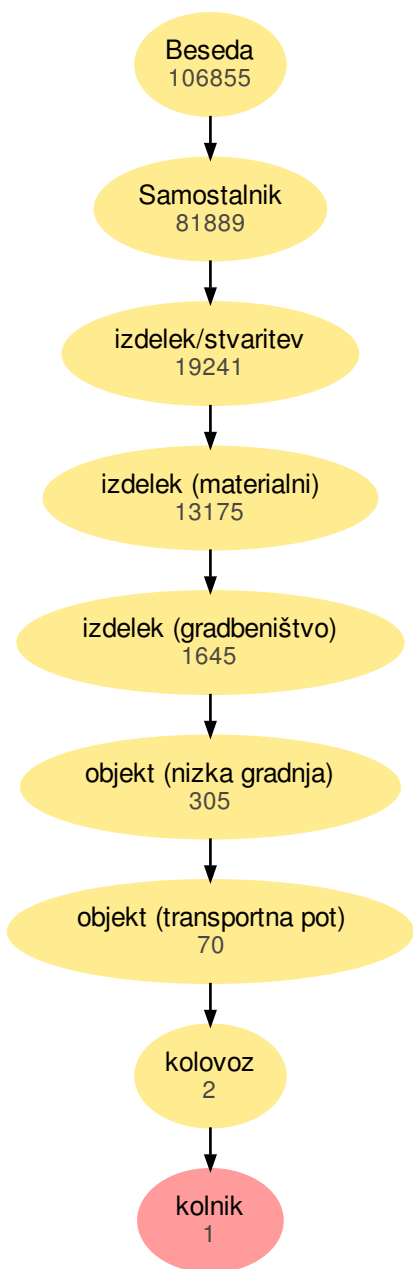 Beseda
106855
Samostalnik
81889
izdelek/stvaritev
19241
izdelek (materialni)
13175
izdelek (gradbeništvo)
1645
objekt (nizka gradnja)
305
objekt (transportna pot)
70
kolovoz
2
kolnik
1